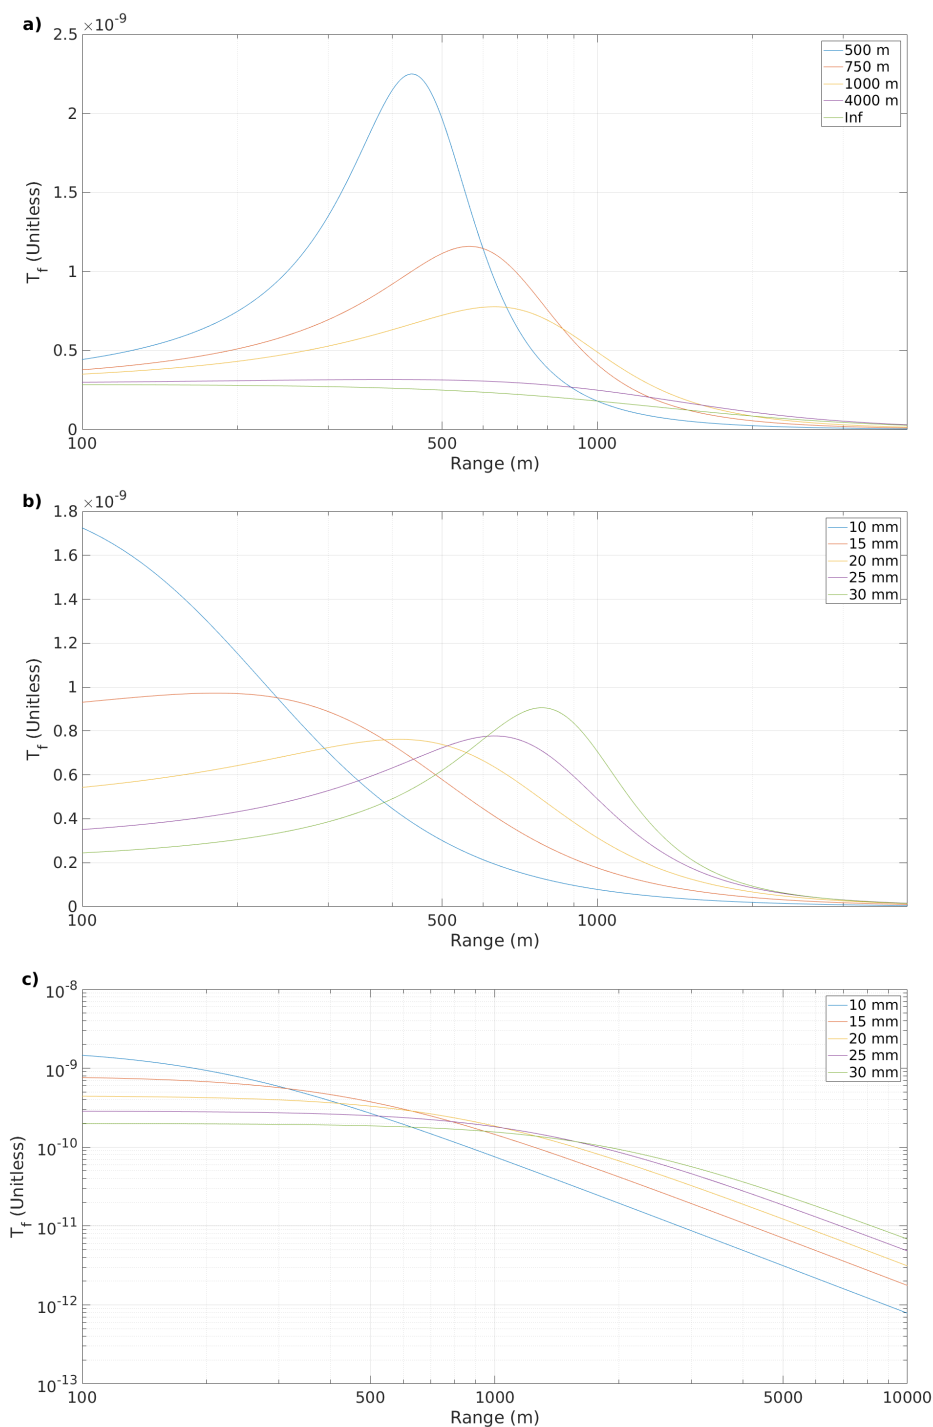 a)
×10-9
2.5
2
1.5
1
0.5
0
Tf (Unitless)
100
500
1000
Range (m)
500 m
750 m
1000 m
4000 m
Inf
b)
×10-9
1.8
1.6
1.4
1.2
1
0.8
0.6
0.4
0.2
0
Tf (Unitless)
100
500
1000
Range (m)
10 mm
15 mm
20 mm
25 mm
30 mm
c)
10-8
10-9
10-10
10-11
10-12
10-13
Tf (Unitless)
100
500
1000
5000
10000
Range (m)
10 mm
15 mm
20 mm
25 mm
30 mm